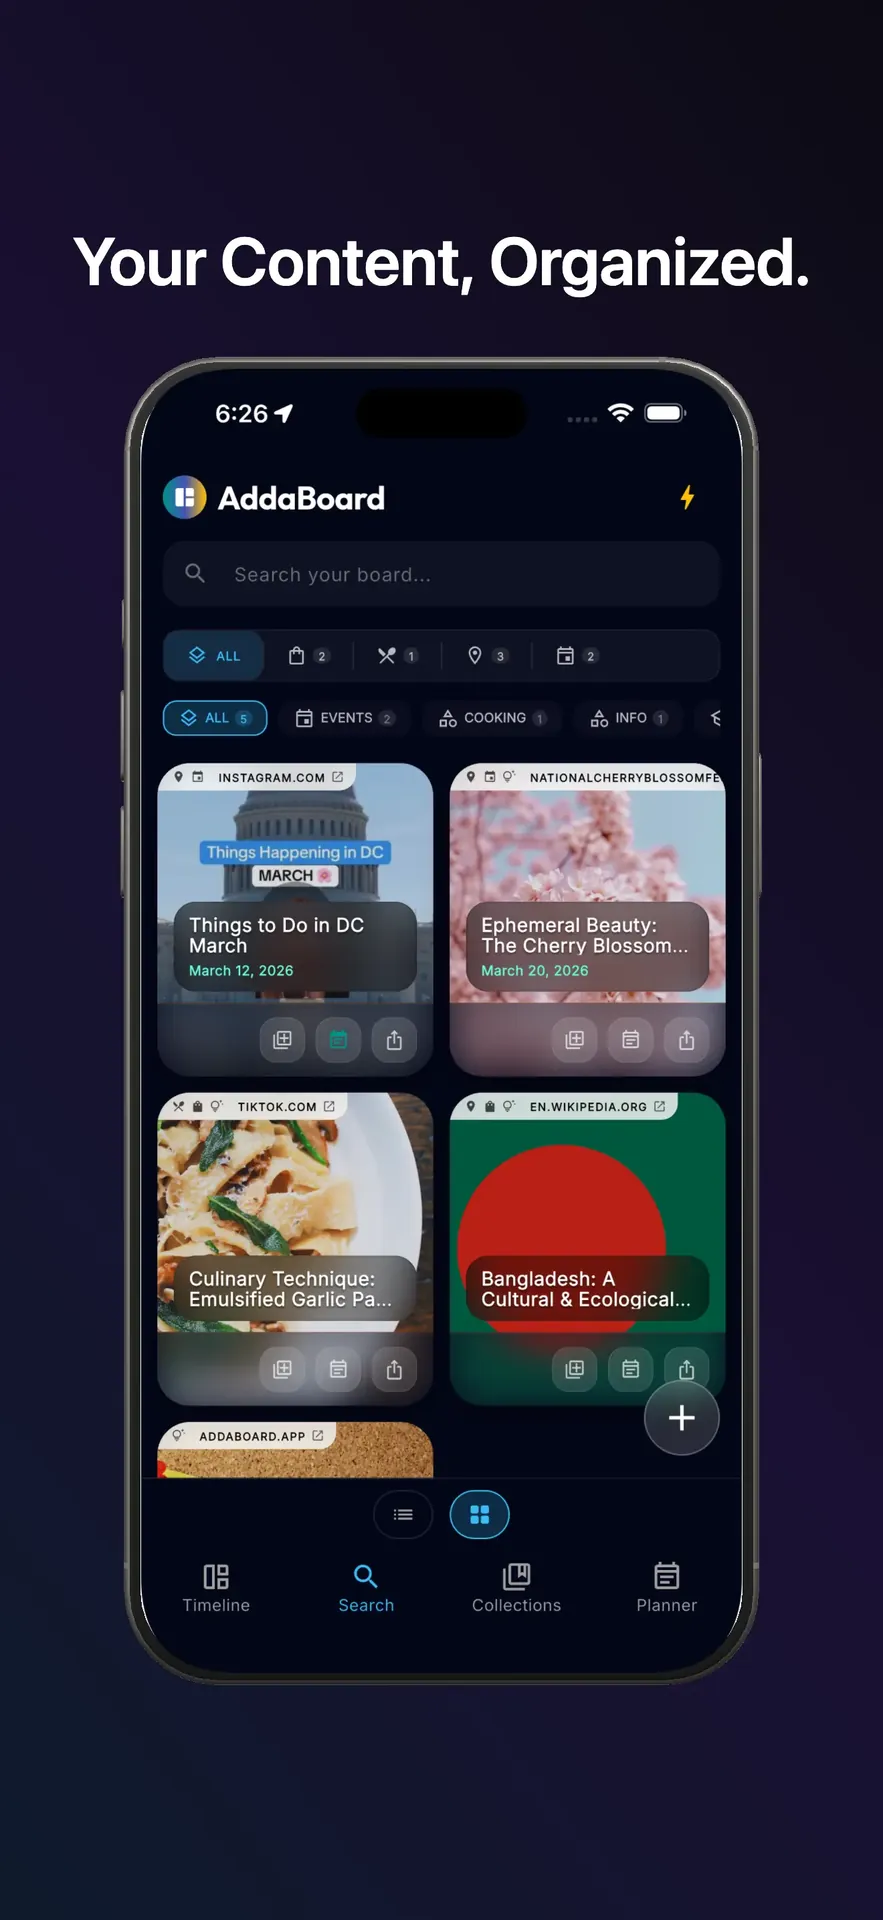 Your Content, Organized.
6:26
AddaBoard
Search your board...
ALL 2 1 3 2
ALL 5 EVENTS 2 COOKING 1 INFO 1
INSTAGRAM.COM
Things Happening in DC
MARCH
Things to Do in DC
March
March 12, 2026
NATIONALCHERRYBLOSSOMFE
Ephemeral Beauty:
The Cherry Blossom...
March 20, 2026
TIKTOK.COM
Culinary Technique:
Emulsified Garlic Pa...
EN.WIKIPEDIA.ORG
Bangladesh: A
Cultural & Ecological...
ADDABOARD.APP
Timeline Search Collections Planner